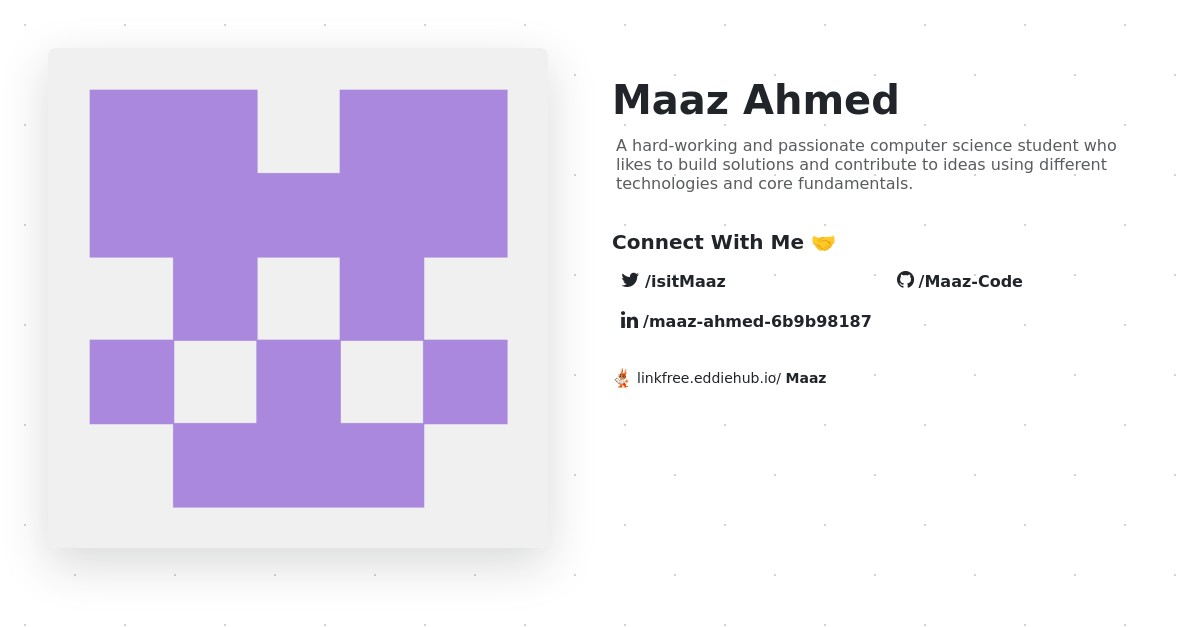 Maaz Ahmed
A hard-working and passionate computer science student who
likes to build solutions and contribute to ideas using different
technologies and core fundamentals.
Connect With Me 🤝
/isitMaaz
/Maaz-Code
/maaz-ahmed-6b9b98187
linkfree.eddiehub.io/ Maaz